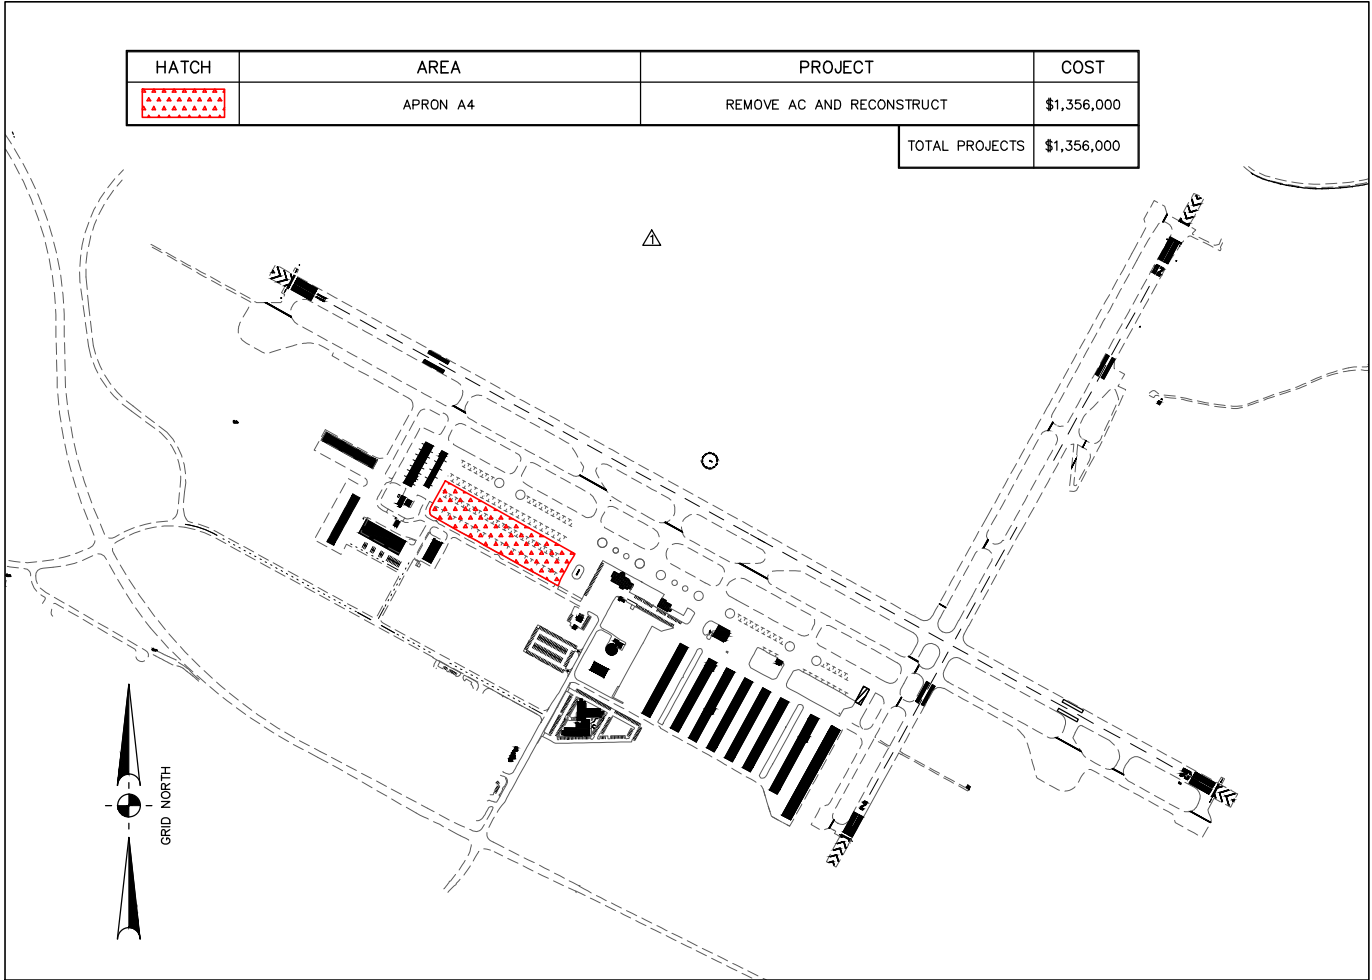 HATCH AREA PROJECT COST
APRON A4 REMOVE AC AND RECONSTRUCT $1,356,000
TOTAL PROJECTS $1,356,000
1
GRID NORTH